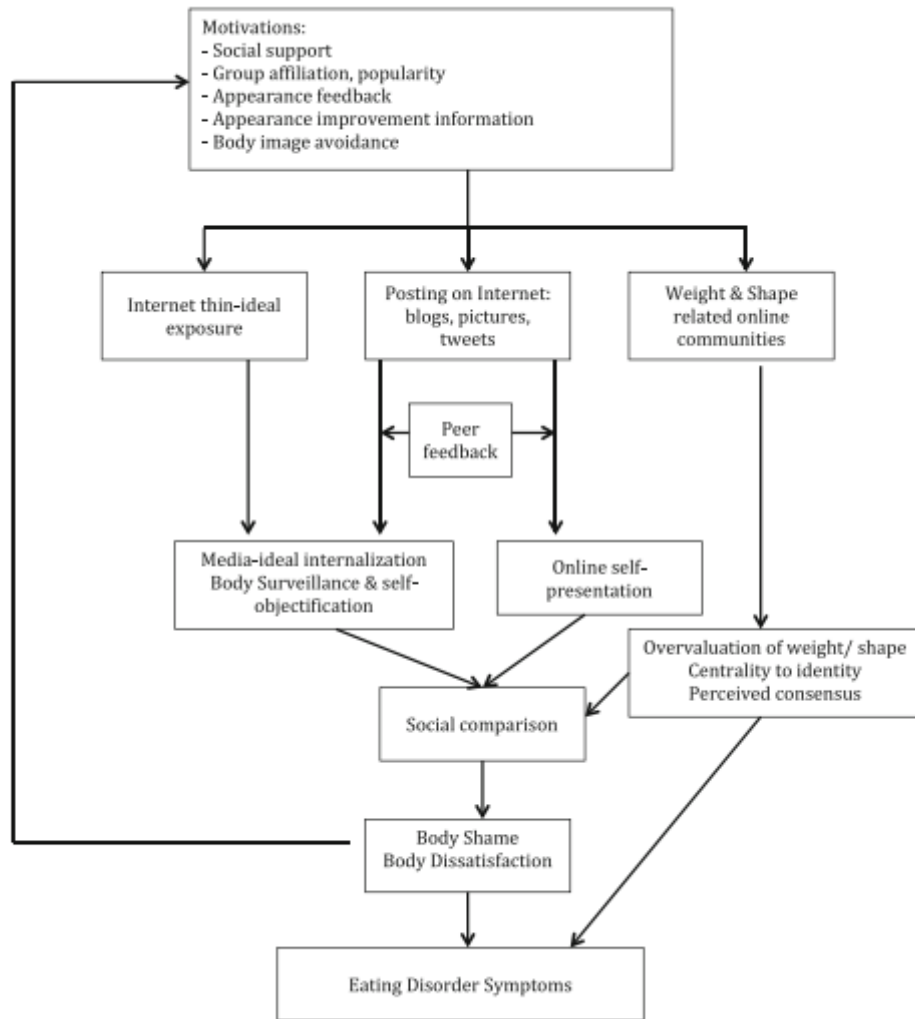 Motivations:
- Social support
- Group affiliation, popularity
- Appearance feedback
- Appearance improvement information
- Body image avoidance
Internet thin-ideal
exposure
Posting on Internet:
blogs, pictures,
tweets
Weight & Shape
related online
communities
Peer
feedback
Media-ideal internalization
Body Surveillance & self-
objectification
Online self-
presentation
Overvaluation of weight/ shape
Centrality to identity
Perceived consensus
Social comparison
Body Shame
Body Dissatisfaction
Eating Disorder Symptoms